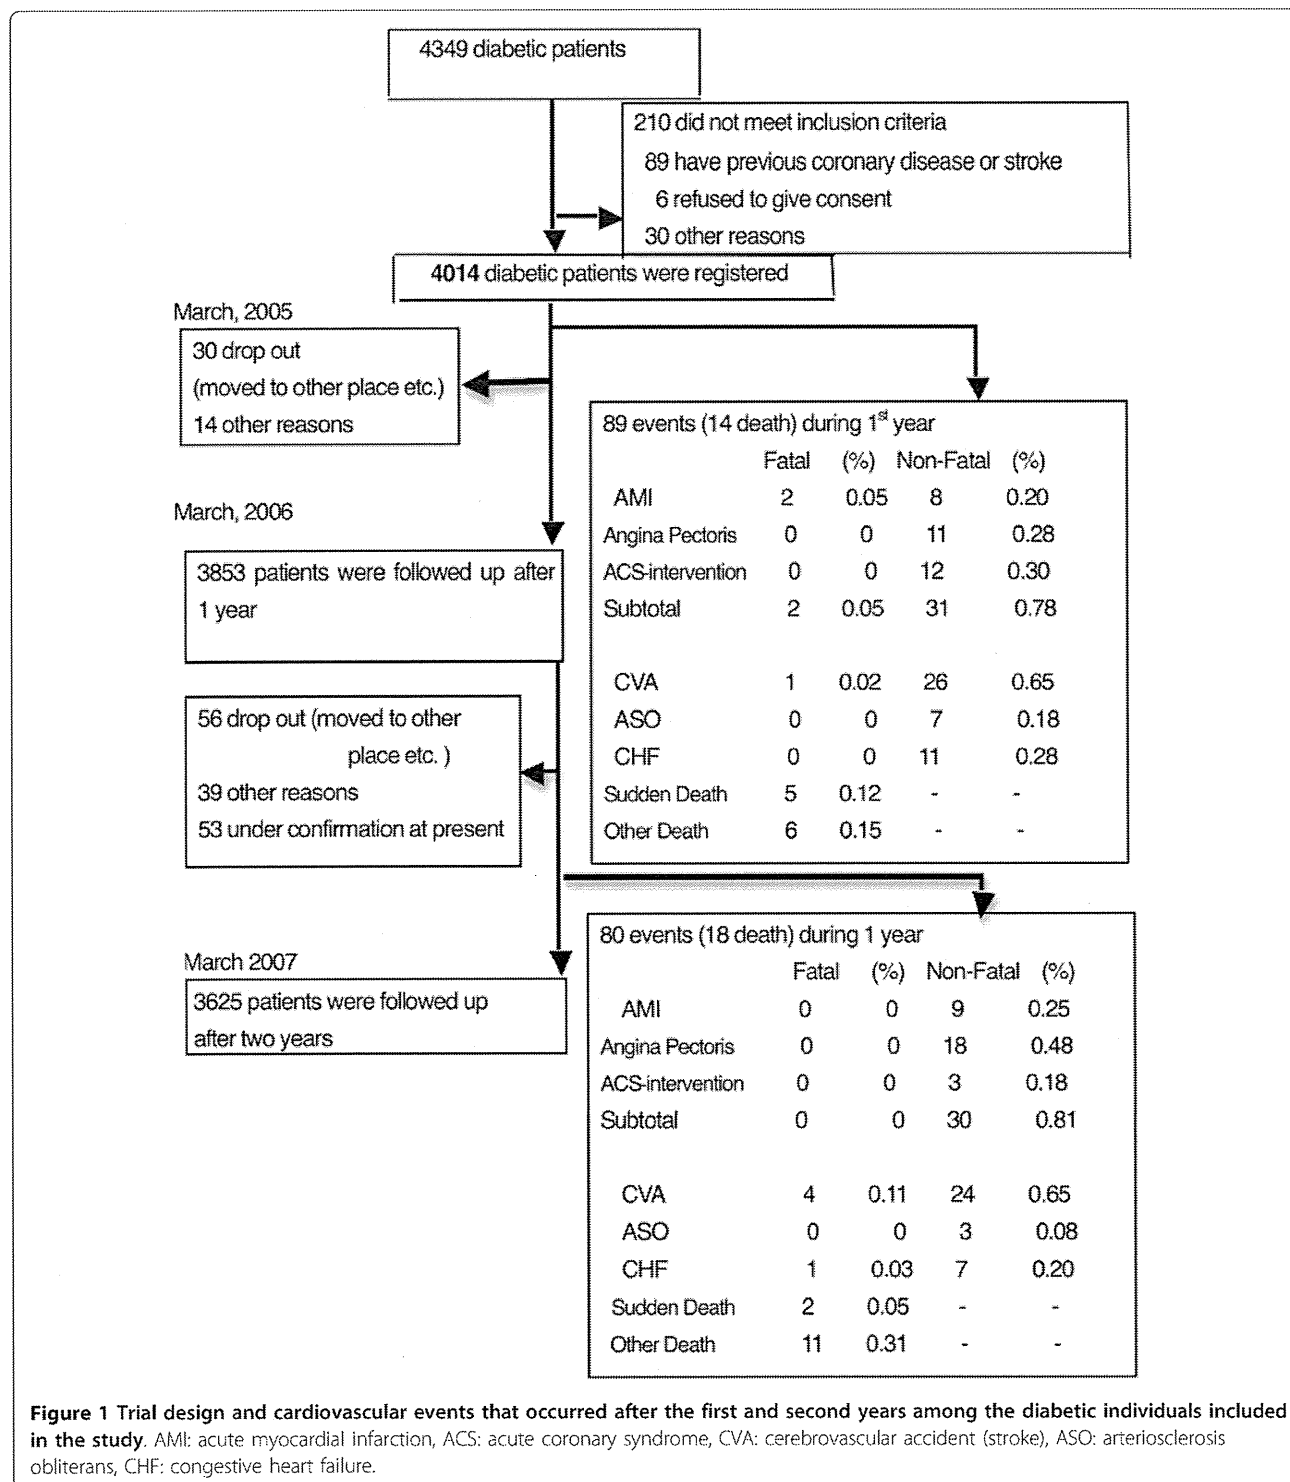 4349 diabetic patients
210 did not meet inclusion criteria
89 have previous coronary disease or stroke
6 refused to give consent
30 other reasons
4014 diabetic patients were registered
March, 2005
30 drop out
(moved to other place etc.)
14 other reasons
89 events (14 death) during 1st year
Fatal (%) Non-Fatal (%)
AMI 2 0.05 8 0.20
Angina Pectoris 0 0 11 0.28
ACS-intervention 0 0 12 0.30
Subtotal 2 0.05 31 0.78
CVA 1 0.02 26 0.65
ASO 0 0 7 0.18
CHF 0 0 11 0.28
Sudden Death 5 0.12 - -
Other Death 6 0.15 - -
March, 2006
3853 patients were followed up after
1 year
56 drop out (moved to other
place etc. )
39 other reasons
53 under confirmation at present
80 events (18 death) during 1 year
Fatal (%) Non-Fatal (%)
AMI 0 0 9 0.25
Angina Pectoris 0 0 18 0.48
ACS-intervention 0 0 3 0.18
Subtotal 0 0 30 0.81
CVA 4 0.11 24 0.65
ASO 0 0 3 0.08
CHF 1 0.03 7 0.20
Sudden Death 2 0.05 - -
Other Death 11 0.31 - -
March 2007
3625 patients were followed up
after two years
Figure 1 Trial design and cardiovascular events that occurred after the first and second years among the diabetic individuals included
in the study. AMI: acute myocardial infarction, ACS: acute coronary syndrome, CVA: cerebrovascular accident (stroke), ASO: arteriosclerosis
obliterans, CHF: congestive heart failure.